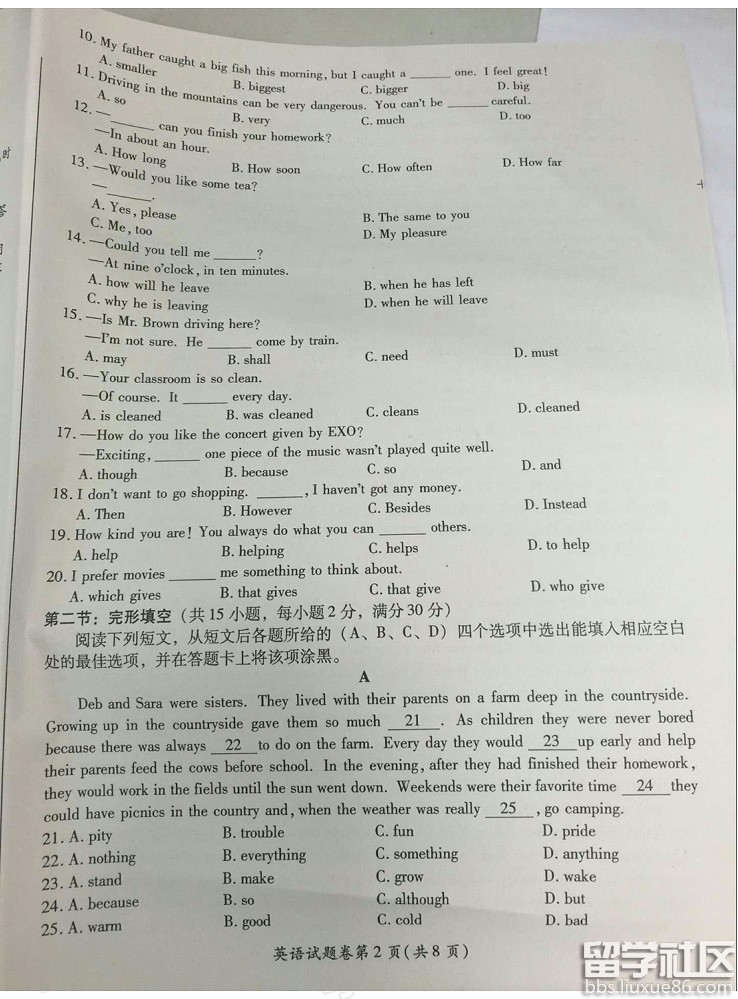 10. My father caught a big fish this morning, but I caught a ______ one. I feel great!
A. smaller B. biggest C. bigger D. big
11. Driving in the mountains can be very dangerous. You can't be ______ careful.
A. so B. very C. much D. too
12. —______ can you finish your homework?
—In about an hour.
A. How long B. How soon C. How often D. How far
13. —Would you like some tea?
—______.
A. Yes, please B. The same to you
C. Me, too D. My pleasure
14. —Could you tell me ______?
—At nine o'clock, in ten minutes.
A. how will he leave B. when he has left
C. why he is leaving D. when he will leave
15. —Is Mr. Brown driving here?
—I'm not sure. He ______ come by train.
A. may B. shall C. need D. must
16. —Your classroom is so clean.
—Of course. It ______ every day.
A. is cleaned B. was cleaned C. cleans D. cleaned
17. —How do you like the concert given by EXO?
—Exciting, ______ one piece of the music wasn't played quite well.
A. though B. because C. so D. and
18. I don't want to go shopping. ______, I haven't got any money.
A. Then B. However C. Besides D. Instead
19. How kind you are! You always do what you can ______ others.
A. help B. helping C. helps D. to help
20. I prefer movies ______ me something to think about.
A. which gives B. that gives C. that give D. who give
第二节：完形填空（共 15 小题，每小题 2 分，满分 30 分）
阅读下列短文，从短文后各题所给的（A、B、C、D）四个选项中选出能填入相应空白
处的最佳选项，并在答题卡上将该项涂黑。
A
Deb and Sara were sisters. They lived with their parents on a farm deep in the countryside.
Growing up in the countryside gave them so much 21 . As children they were never bored
because there was always 22 to do on the farm. Every day they would 23 up early and help
their parents feed the cows before school. In the evening, after they had finished their homework,
they would work in the fields until the sun went down. Weekends were their favorite time 24 they
could have picnics in the country and, when the weather was really 25 , go camping.
21. A. pity B. trouble C. fun D. pride
22. A. nothing B. everything C. something D. anything
23. A. stand B. make C. grow D. wake
24. A. because B. so C. although D. but
25. A. warm B. good C. cold D. bad
英语试题卷第 2 页（共 8 页）
留学社区
bbs.liuxue86.com